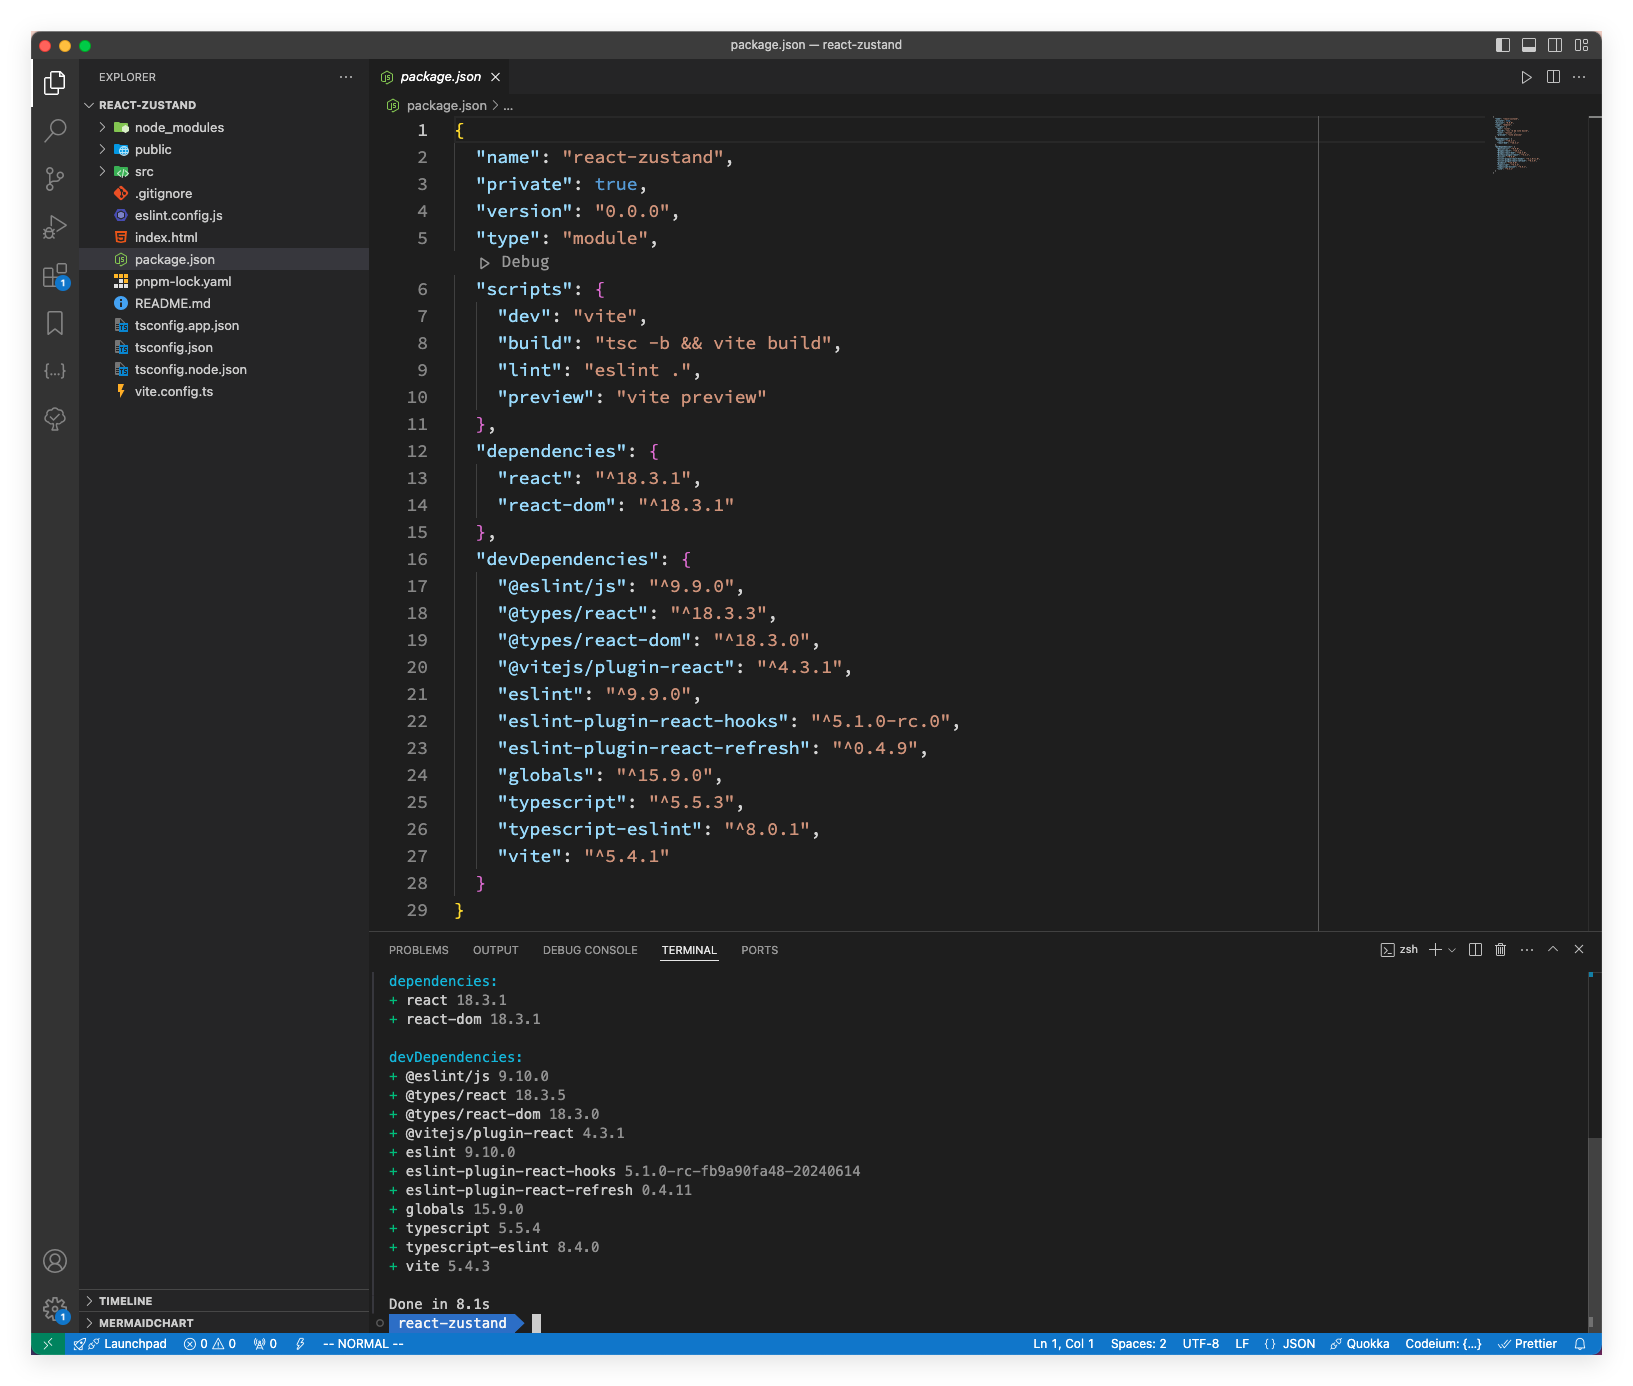 package.json — react-zustand
EXPLORER
REACT-ZUSTAND
node_modules
public
src
.gitignore
eslint.config.js
index.html
package.json
pnpm-lock.yaml
README.md
tsconfig.app.json
tsconfig.json
tsconfig.node.json
vite.config.ts
TIMELINE
MERMAIDCHART
1
1
package.json
package.json > ...
1 {
2 "name": "react-zustand",
3 "private": true,
4 "version": "0.0.0",
5 "type": "module",
Debug
6 "scripts": {
7 "dev": "vite",
8 "build": "tsc -b && vite build",
9 "lint": "eslint .",
10 "preview": "vite preview"
11 },
12 "dependencies": {
13 "react": "^18.3.1",
14 "react-dom": "^18.3.1"
15 },
16 "devDependencies": {
17 "@eslint/js": "^9.9.0",
18 "@types/react": "^18.3.3",
19 "@types/react-dom": "^18.3.0",
20 "@vitejs/plugin-react": "^4.3.1",
21 "eslint": "^9.9.0",
22 "eslint-plugin-react-hooks": "^5.1.0-rc.0",
23 "eslint-plugin-react-refresh": "^0.4.9",
24 "globals": "^15.9.0",
25 "typescript": "^5.5.3",
26 "typescript-eslint": "^8.0.1",
27 "vite": "^5.4.1"
28 }
29 }
PROBLEMS OUTPUT DEBUG CONSOLE TERMINAL PORTS zsh
dependencies:
+ react 18.3.1
+ react-dom 18.3.1
devDependencies:
+ @eslint/js 9.10.0
+ @types/react 18.3.5
+ @types/react-dom 18.3.0
+ @vitejs/plugin-react 4.3.1
+ eslint 9.10.0
+ eslint-plugin-react-hooks 5.1.0-rc-fb9a90fa48-20240614
+ eslint-plugin-react-refresh 0.4.11
+ globals 15.9.0
+ typescript 5.5.4
+ typescript-eslint 8.4.0
+ vite 5.4.3
Done in 8.1s
react-zustand
Launchpad 0 0 0 -- NORMAL -- Ln 1, Col 1 Spaces: 2 UTF-8 LF {} JSON Quokka Codeium: {...} Prettier